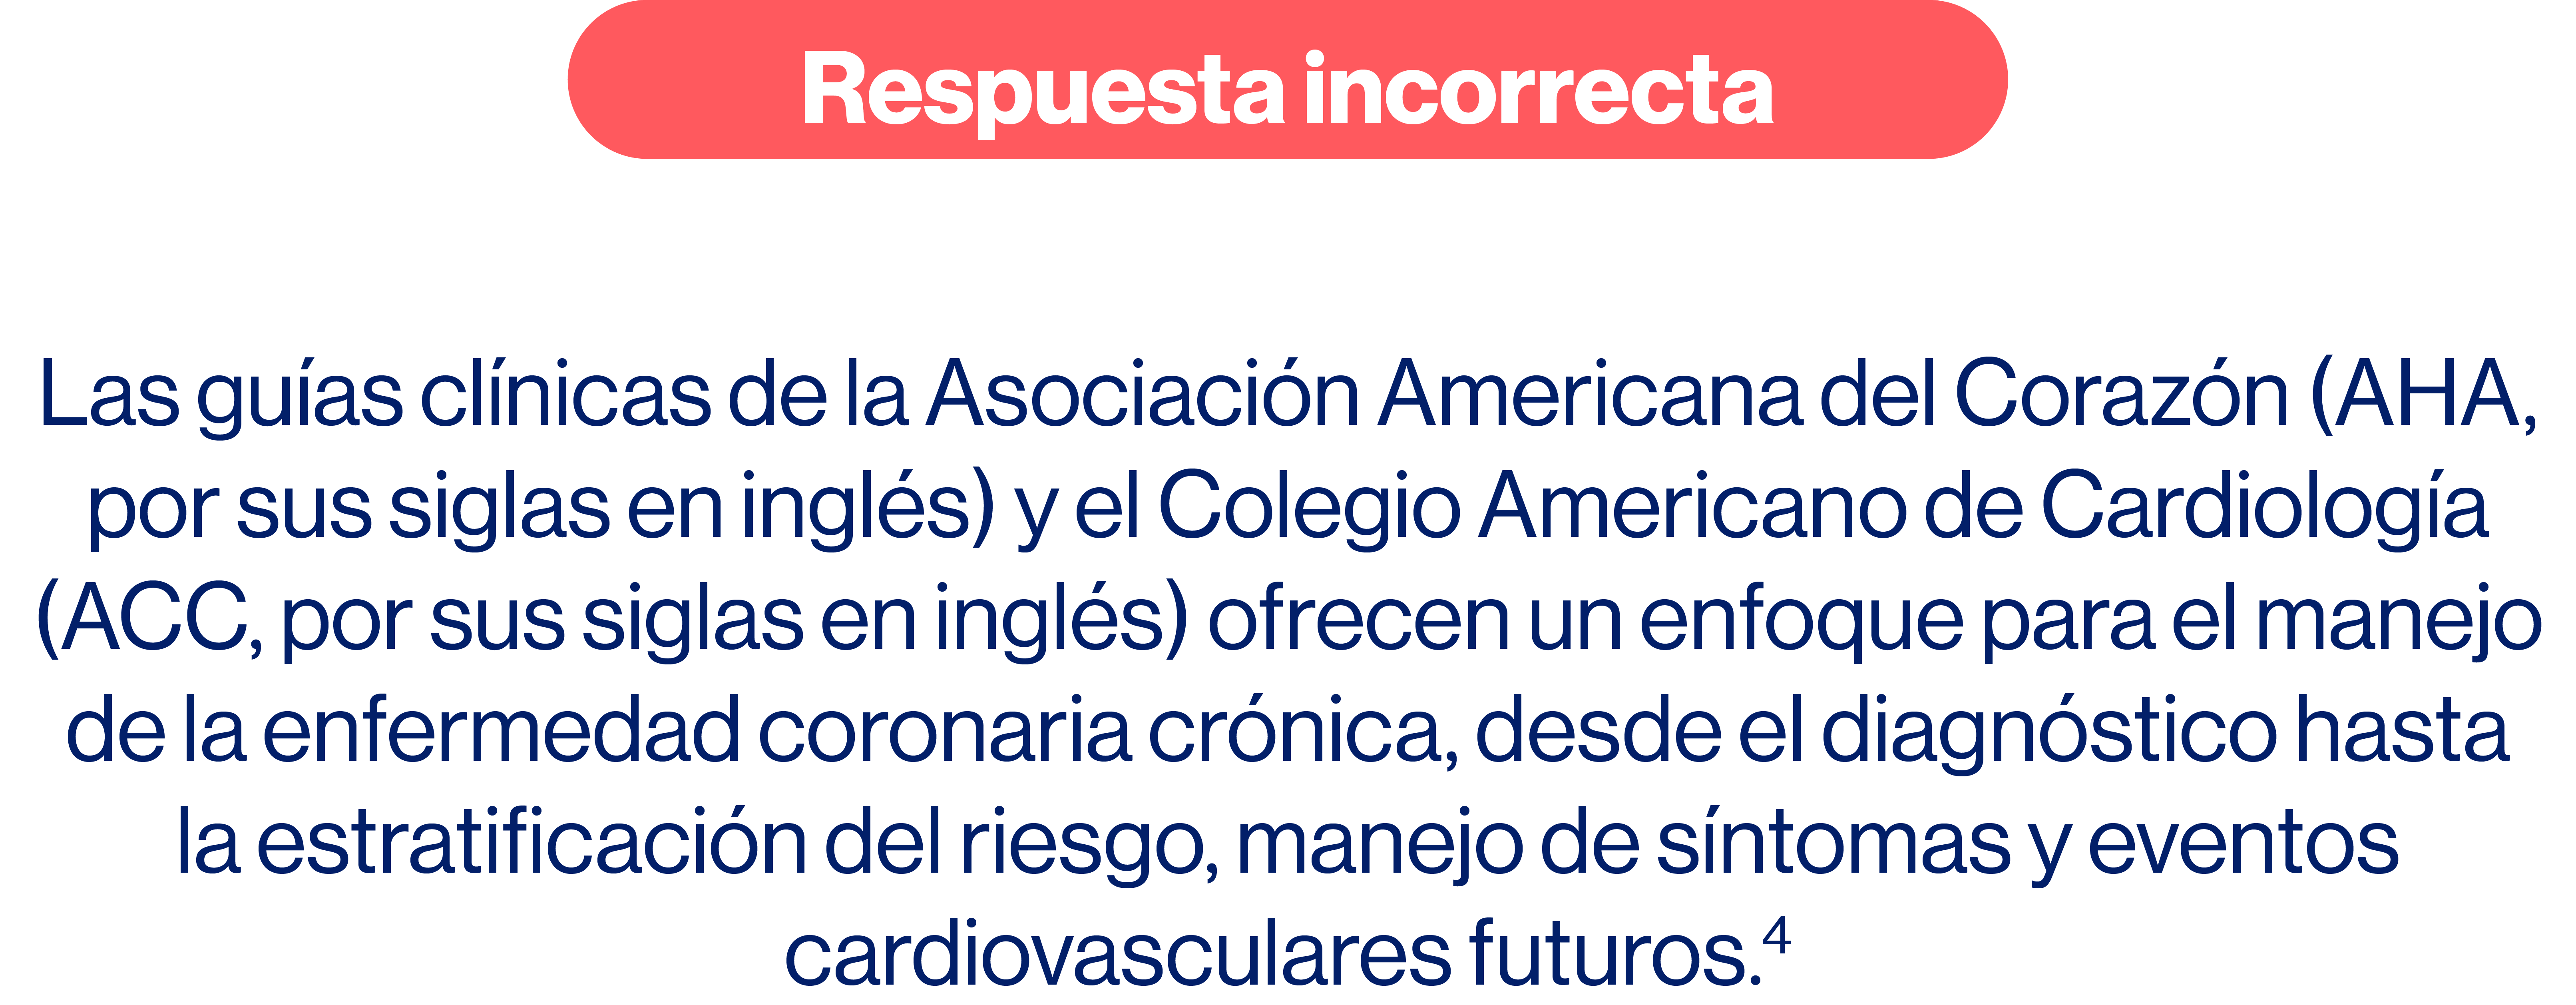 Respuesta incorrecta
Las guías clínicas de la Asociación Americana del Corazón (AHA,
por sus siglas en inglés) y el Colegio Americano de Cardiología
(ACC, por sus siglas en inglés) ofrecen un enfoque para el manejo
de la enfermedad coronaria crónica, desde el diagnóstico hasta
la estratificación del riesgo, manejo de síntomas y eventos
cardiovasculares futuros.⁴